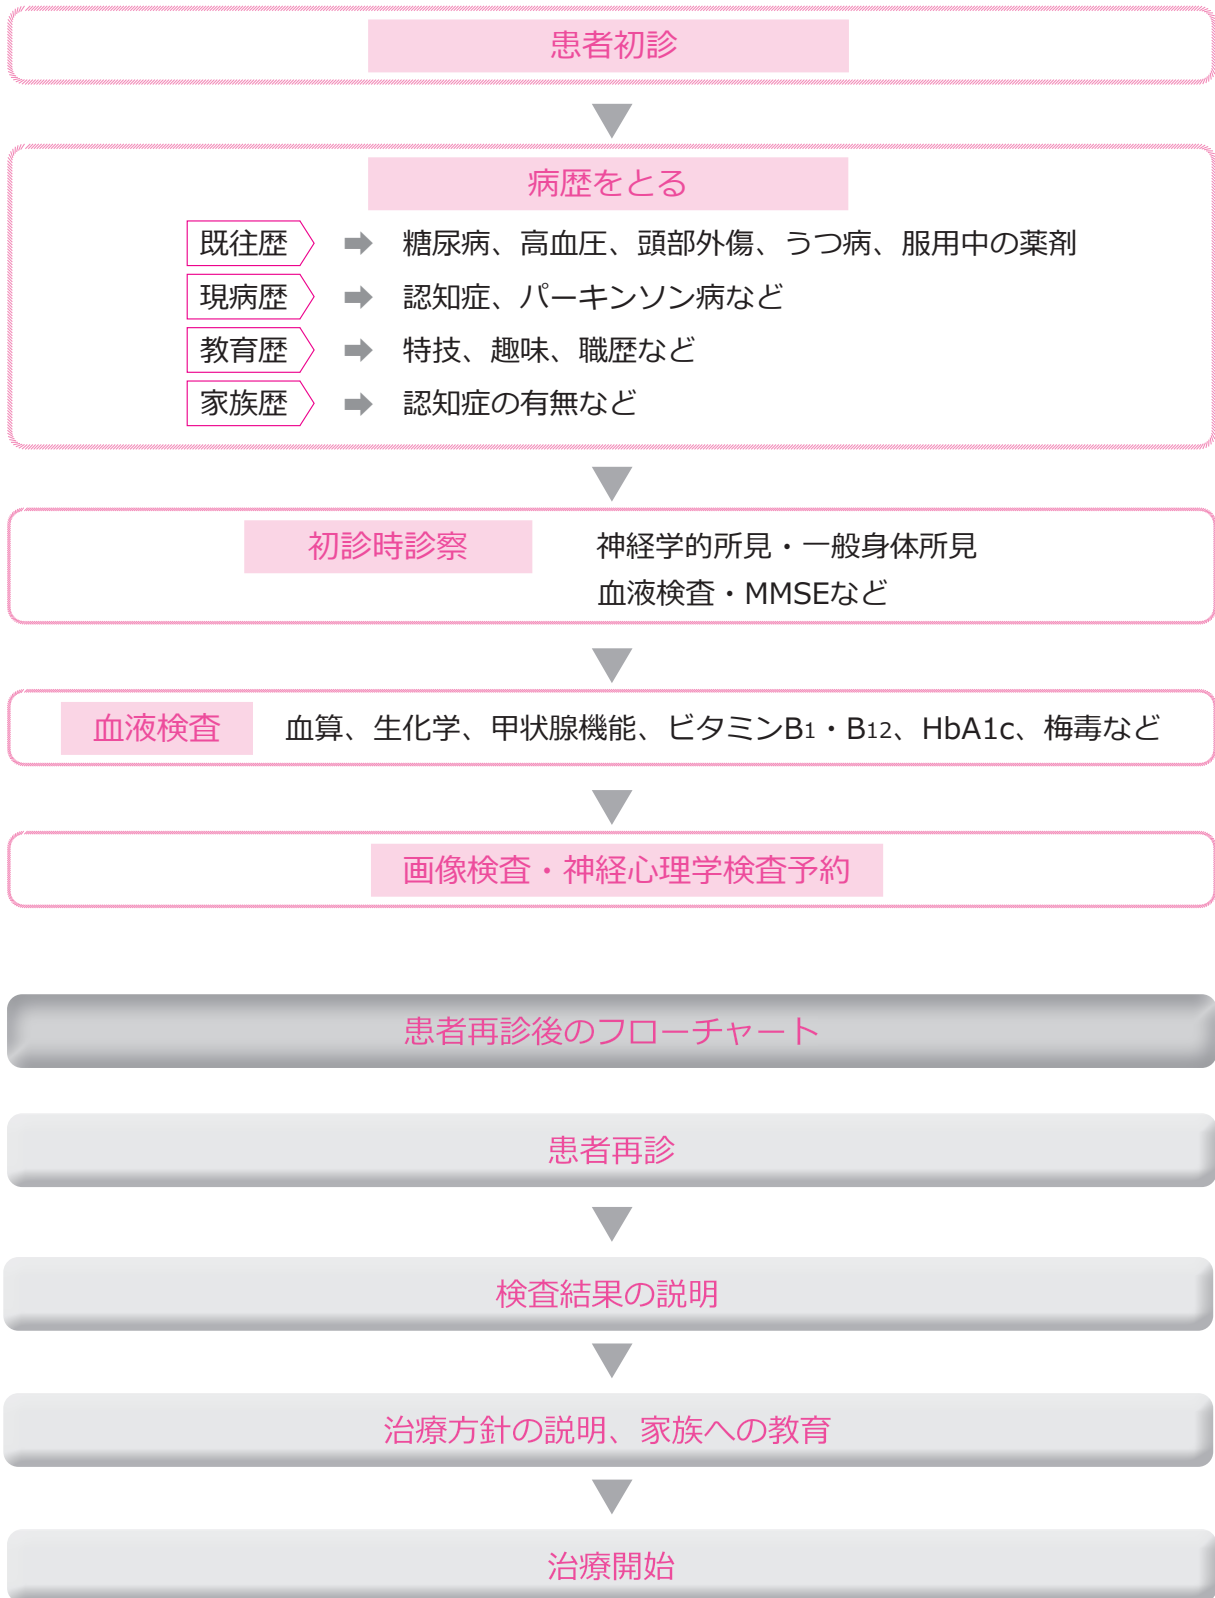 患者初診
病歴をとる
既往歴 ➡ 糖尿病、高血圧、頭部外傷、うつ病、服用中の薬剤
現病歴 ➡ 認知症、パーキンソン病など
教育歴 ➡ 特技、趣味、職歴など
家族歴 ➡ 認知症の有無など
初診時診察 神経学的所見・一般身体所見
血液検査・MMSEなど
血液検査 血算、生化学、甲状腺機能、ビタミンB1・B12、HbA1c、梅毒など
画像検査・神経心理学検査予約
患者再診後のフローチャート
患者再診
検査結果の説明
治療方針の説明、家族への教育
治療開始